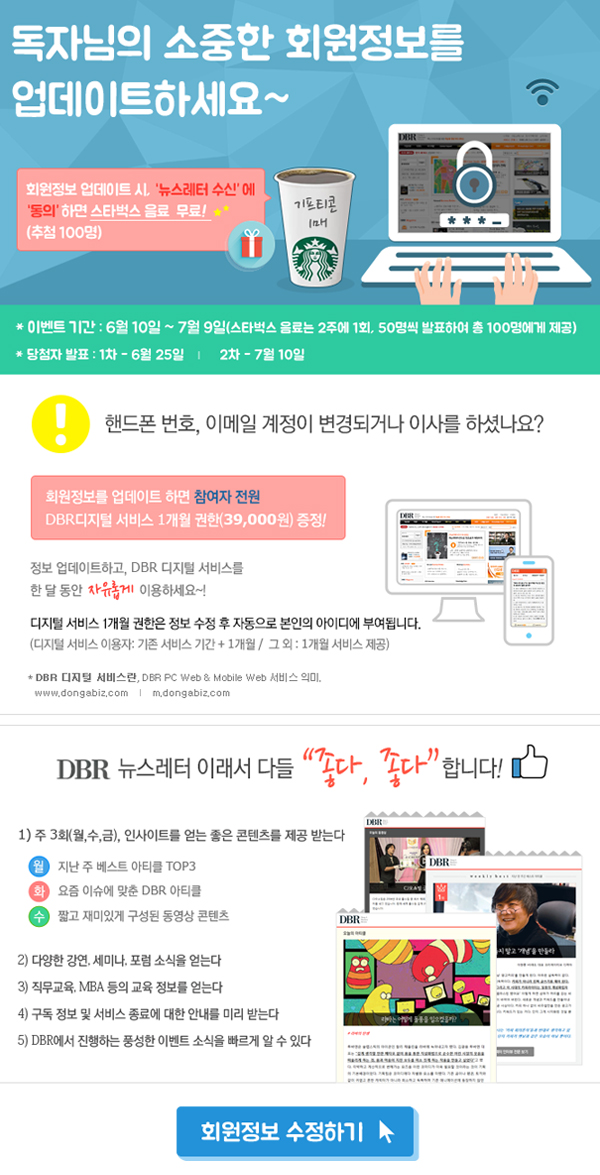 독자님의 소중한 회원정보를
업데이트하세요~
회원정보 업데이트 시, '뉴스레터 수신' 에
'동의' 하면 스타벅스 음료 무료!
(추첨 100명)
기프티콘
1매
DBR
* * * _
* 이벤트 기간 : 6월 10일 ~ 7월 9일(스타벅스 음료는 2주에 1회, 50명씩 발표하여 총 100명에게 제공)
* 당첨자 발표 : 1차 - 6월 25일 | 2차 - 7월 10일
핸드폰 번호, 이메일 계정이 변경되거나 이사를 하셨나요?
회원정보를 업데이트 하면 참여자 전원
DBR디지털 서비스 1개월 권한(39,000원) 증정!
DBR
정보 업데이트하고, DBR 디지털 서비스를
한 달 동안 자유롭게 이용하세요~!
디지털 서비스 1개월 권한은 정보 수정 후 자동으로 본인의 아이디에 부여됩니다.
(디지털 서비스 이용자: 기존 서비스 기간 + 1개월 / 그 외 : 1개월 서비스 제공)
* DBR 디지털 서비스란, DBR PC Web & Mobile Web 서비스 의미.
www.dongabiz.com | m.dongabiz.com
DBR 뉴스레터 이래서 다들 "좋다, 좋다" 합니다!
1) 주 3회(월,수,금), 인사이트를 얻는 좋은 콘텐츠를 제공 받는다
월 지난 주 베스트 아티클 TOP3
화 요즘 이슈에 맞춘 DBR 아티클
수 짧고 재미있게 구성된 동영상 콘텐츠
2) 다양한 강연, 세미나, 포럼 소식을 얻는다
3) 직무교육, MBA 등의 교육 정보를 얻는다
4) 구독 정보 및 서비스 종료에 대한 안내를 미리 받는다
5) DBR에서 진행하는 풍성한 이벤트 소식을 빠르게 알 수 있다
DBR
DBR
DBR
회원정보 수정하기